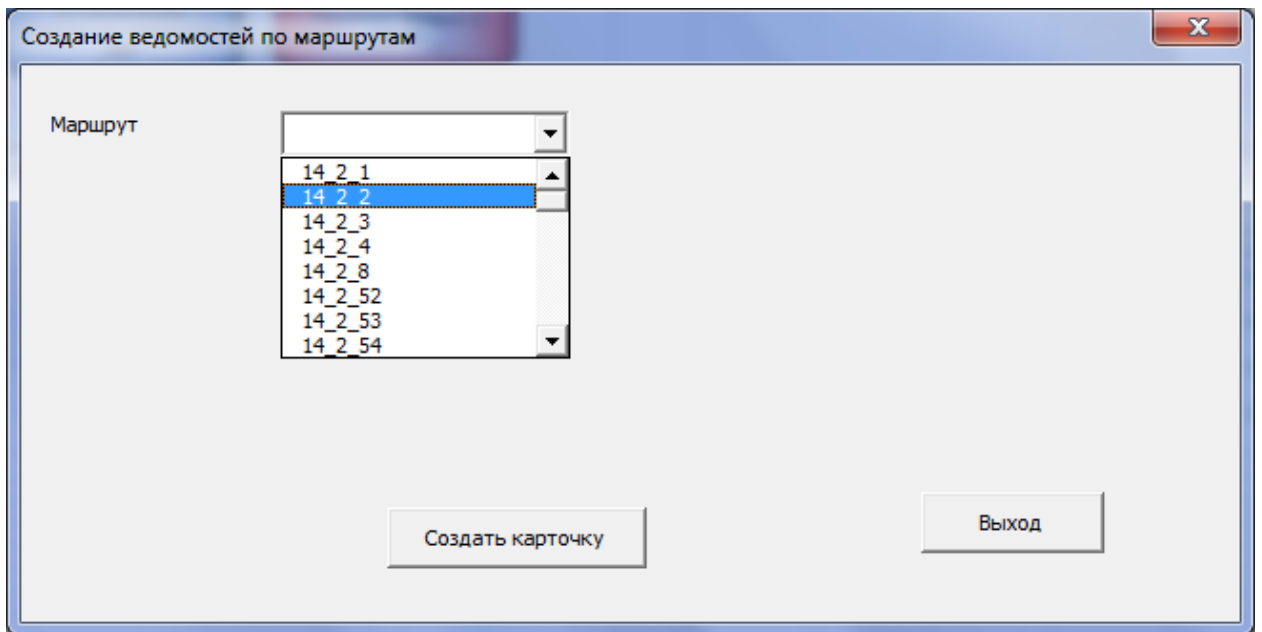 Создание ведомостей по маршрутам
X
Маршрут
14_2_1
14_2_2
14_2_3
14_2_4
14_2_8
14_2_52
14_2_53
14_2_54
Создать карточку
Выход